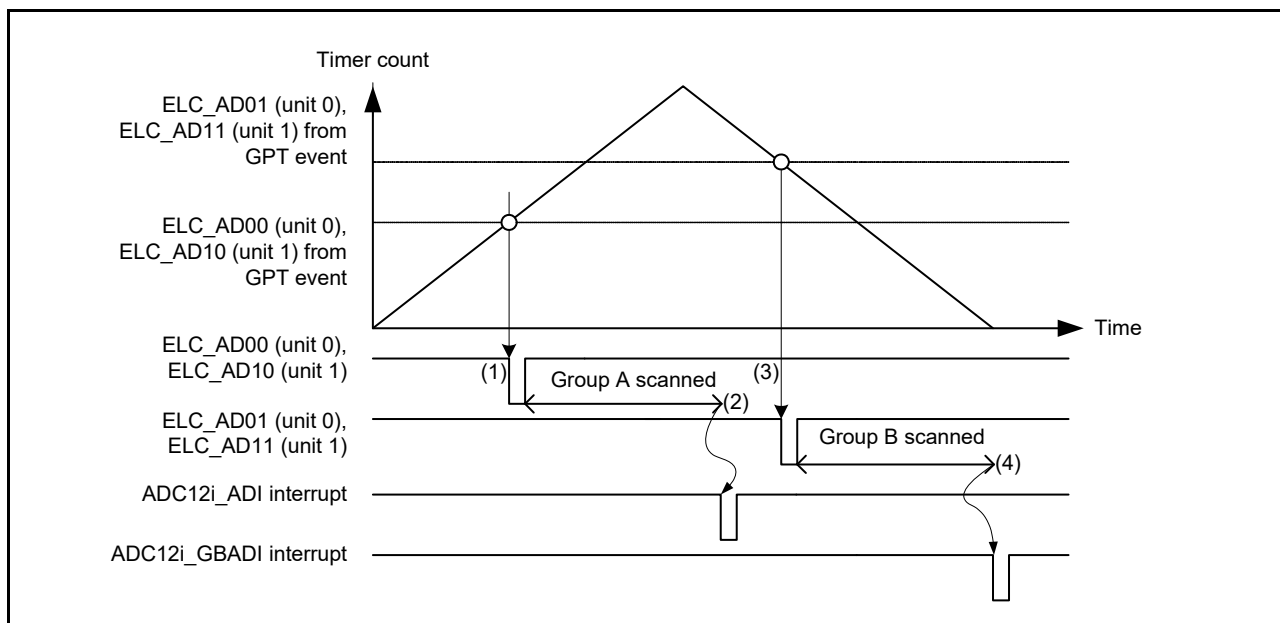 Timer count
ELC_AD01 (unit 0),
ELC_AD11 (unit 1) from
GPT event
ELC_AD00 (unit 0),
ELC_AD10 (unit 1) from
GPT event
Time
ELC_AD00 (unit 0),
ELC_AD10 (unit 1)
(1)
Group A scanned
(2)
(3)
ELC_AD01 (unit 0),
ELC_AD11 (unit 1)
Group B scanned
(4)
ADC12i_ADI interrupt
ADC12i_GBADI interrupt